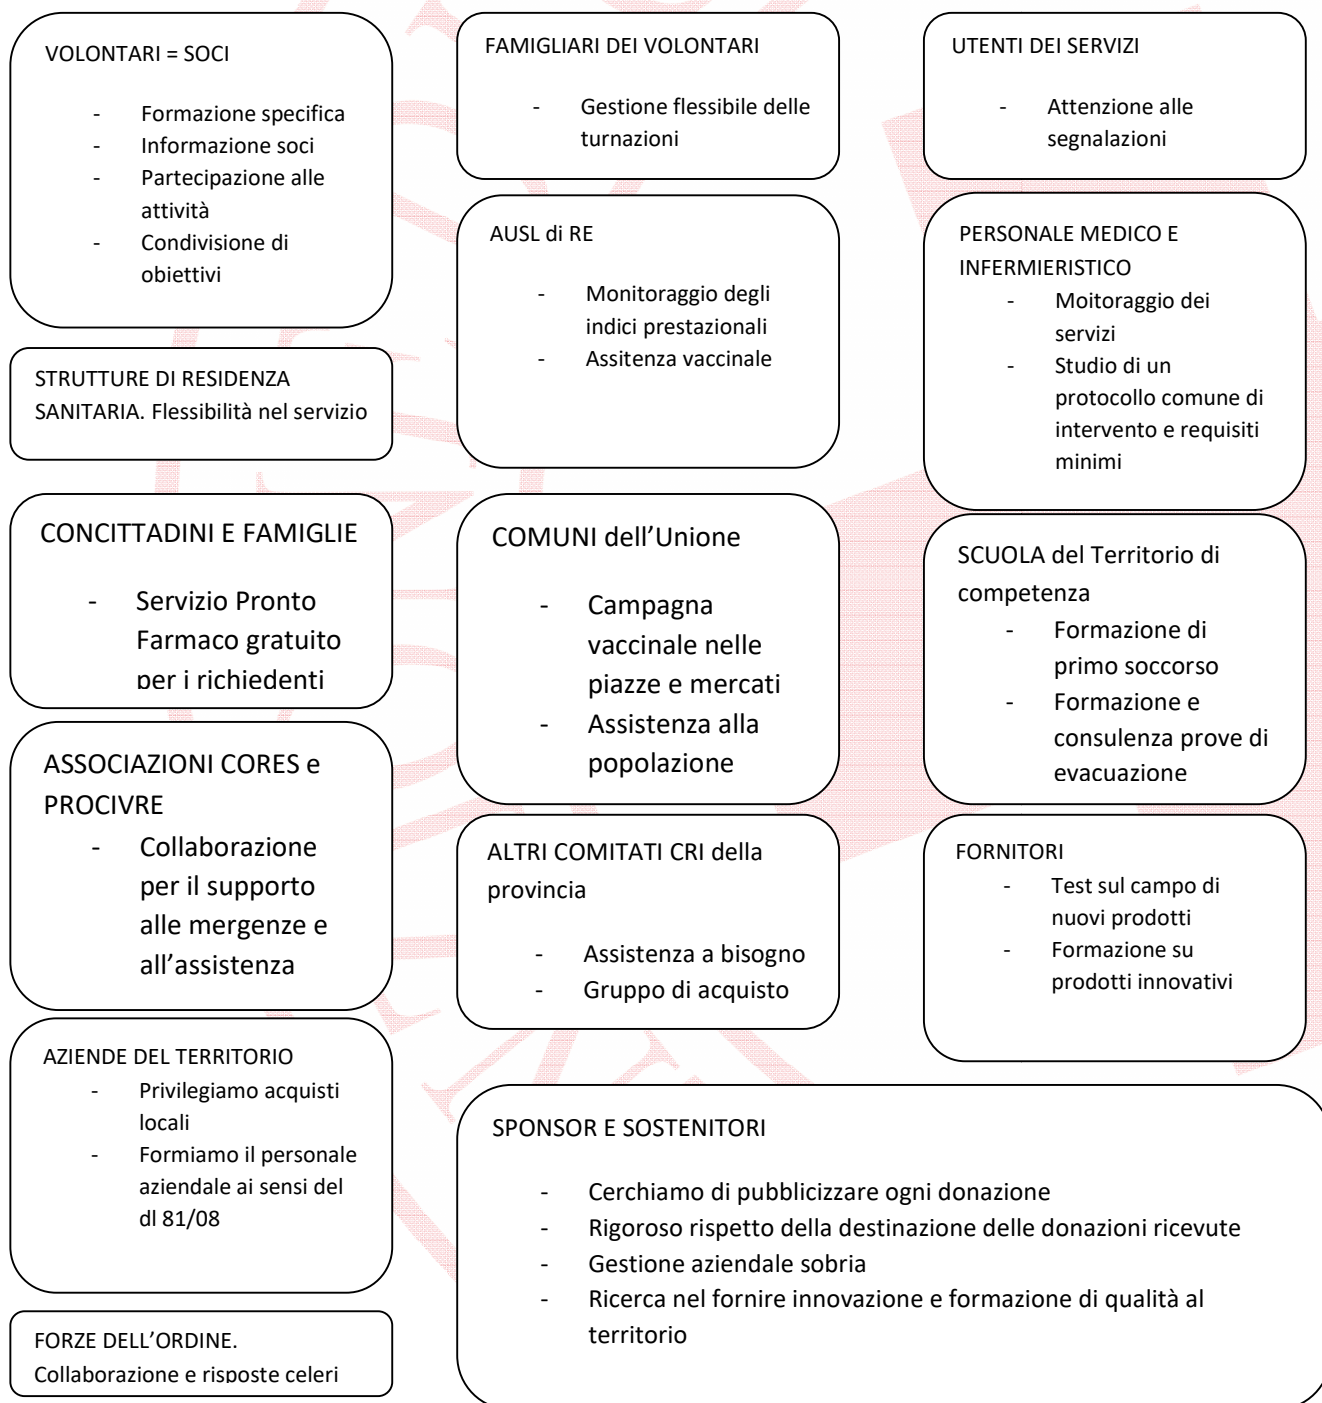 VOLONTARI = SOCI
- Formazione specifica
- Informazione soci
- Partecipazione alle
attività
- Condivisione di
obiettivi
FAMIGLIARI DEI VOLONTARI
- Gestione flessibile delle
turnazioni
UTENTI DEI SERVIZI
- Attenzione alle
segnalazioni
AUSL di RE
- Monitoraggio degli
indici prestazionali
- Assitenza vaccinale
PERSONALE MEDICO E
INFERMIERISTICO
- Moitoraggio dei
servizi
- Studio di un
protocollo comune di
intervento e requisiti
minimi
STRUTTURE DI RESIDENZA
SANITARIA. Flessibilità nel servizio
CONCITTADINI E FAMIGLIE
- Servizio Pronto
Farmaco gratuito
per i richiedenti
COMUNI dell’Unione
- Campagna
vaccinale nelle
piazze e mercati
- Assistenza alla
popolazione
SCUOLA del Territorio di
competenza
- Formazione di
primo soccorso
- Formazione e
consulenza prove di
evacuazione
ASSOCIAZIONI CORES e
PROCIVRE
- Collaborazione
per il supporto
alle mergenze e
all’assistenza
ALTRI COMITATI CRI della
provincia
- Assistenza a bisogno
- Gruppo di acquisto
FORNITORI
- Test sul campo di
nuovi prodotti
- Formazione su
prodotti innovativi
AZIENDE DEL TERRITORIO
- Privilegiamo acquisti
locali
- Formiamo il personale
aziendale ai sensi del
dl 81/08
SPONSOR E SOSTENITORI
- Cerchiamo di pubblicizzare ogni donazione
- Rigoroso rispetto della destinazione delle donazioni ricevute
- Gestione aziendale sobria
- Ricerca nel fornire innovazione e formazione di qualità al
territorio
FORZE DELL’ORDINE.
Collaborazione e risposte celeri